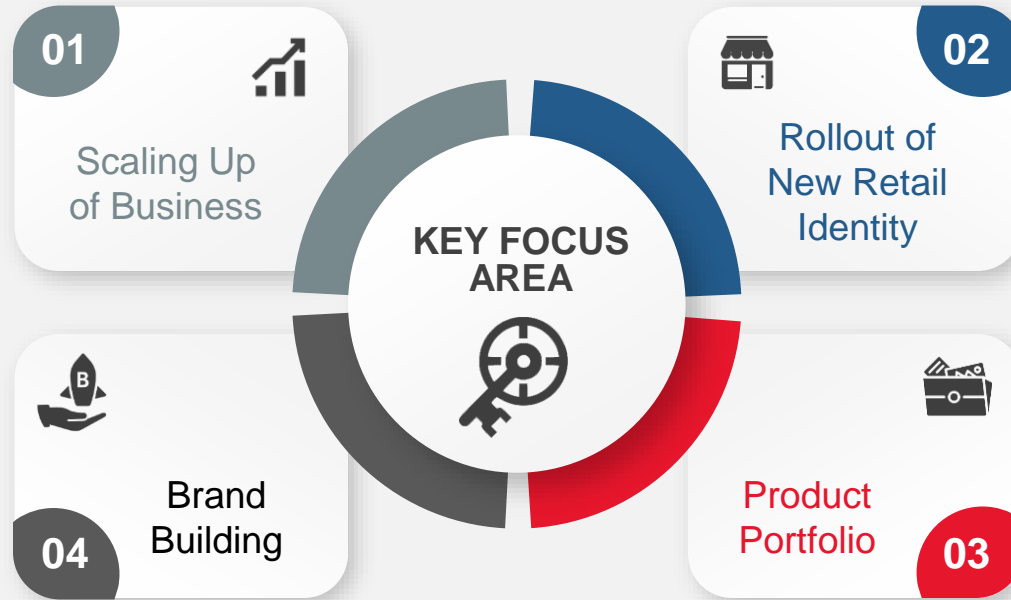 01
Scaling Up
of Business
02
Rollout of
New Retail
Identity
KEY FOCUS
AREA
B
Brand
Building
04
Product
Portfolio
03